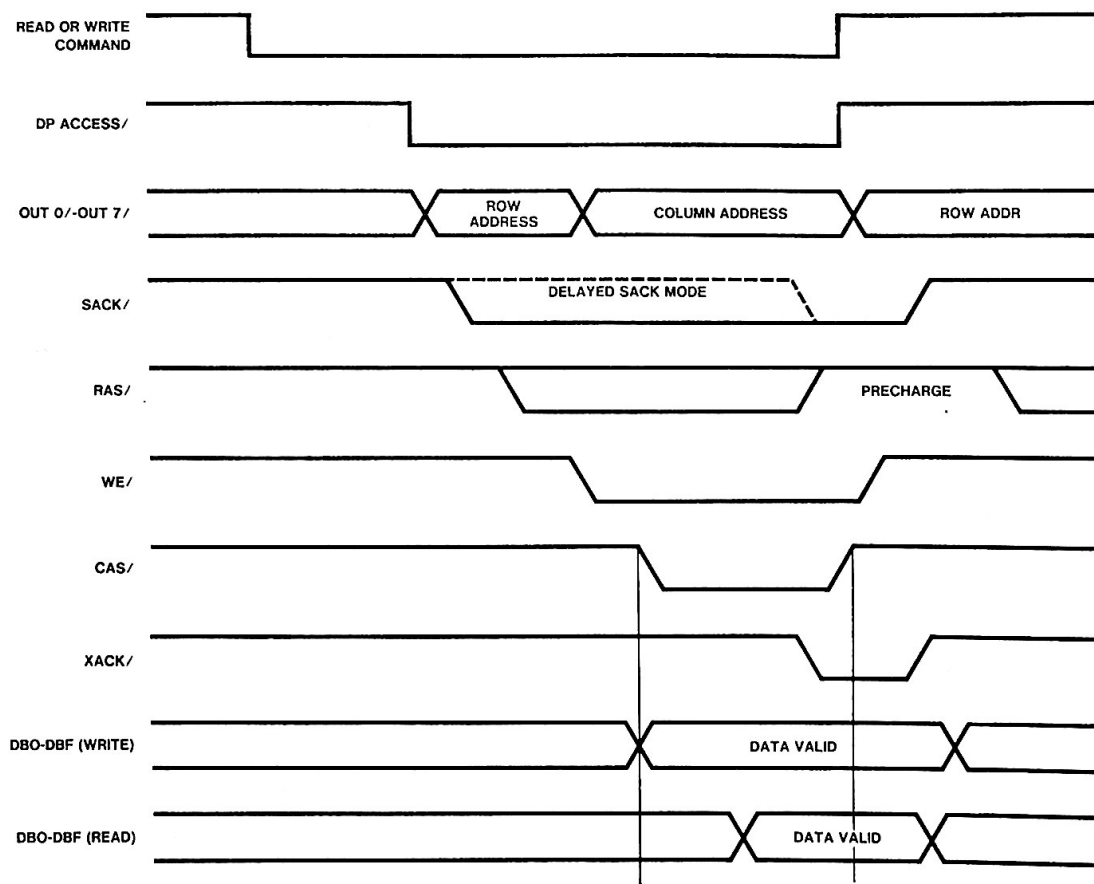 READ OR WRITE
COMMAND
DP ACCESS/
OUT 0/-OUT 7/
ROW
ADDRESS
COLUMN ADDRESS
ROW ADDR
SACK/
DELAYED SACK MODE
RAS/
PRECHARGE
WE/
CAS/
XACK/
DBO-DBF (WRITE)
DATA VALID
DBO-DBF (READ)
DATA VALID